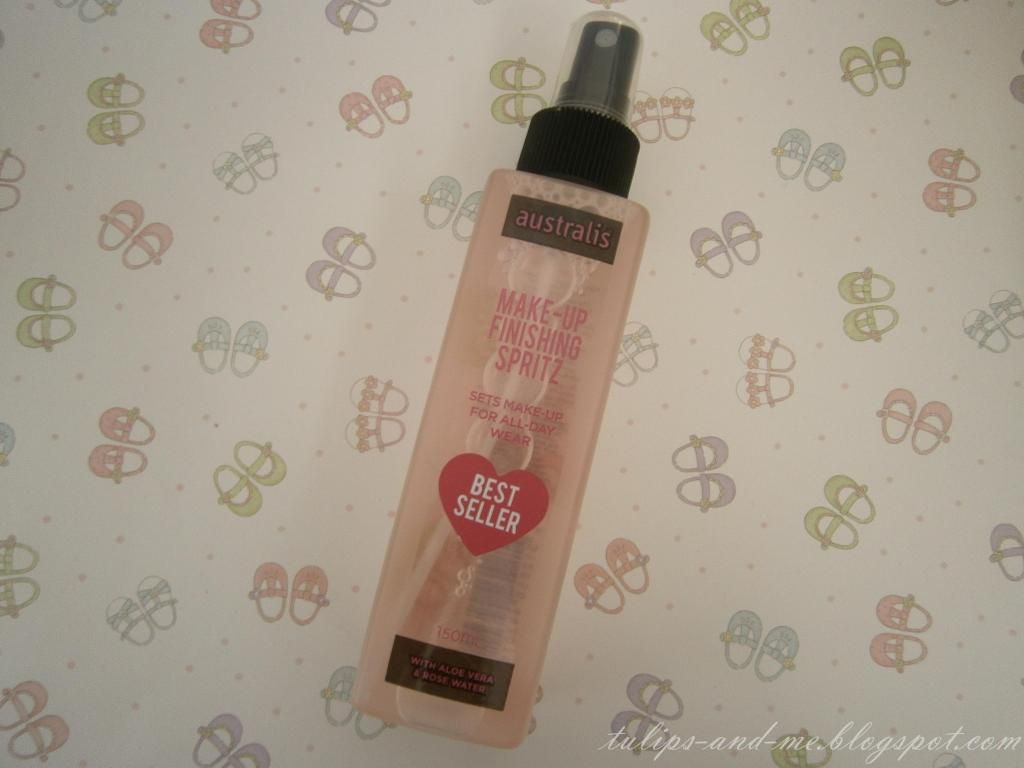 australis
MAKE-UP
FINISHING
SPRITZ
SETS MAKE-UP
FOR ALL-DAY
WEAR
BEST
SELLER
WITH ALOE VERA
& ROSE WATER
tulips-and-me.blogspot.com